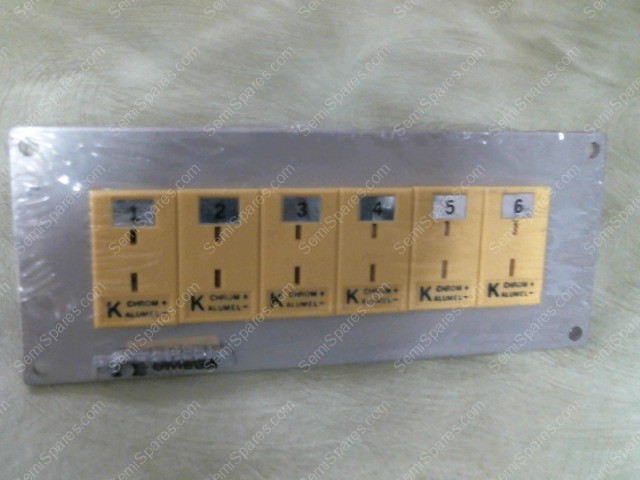 1 2 3 4 5 6
K CHROM + ALUMEL -
K CHROM + ALUMEL -
K CHROM + ALUMEL -
K CHROM + ALUMEL -
K CHROM + ALUMEL -
K CHROM + ALUMEL -
OMEGA
SemiSpares.com